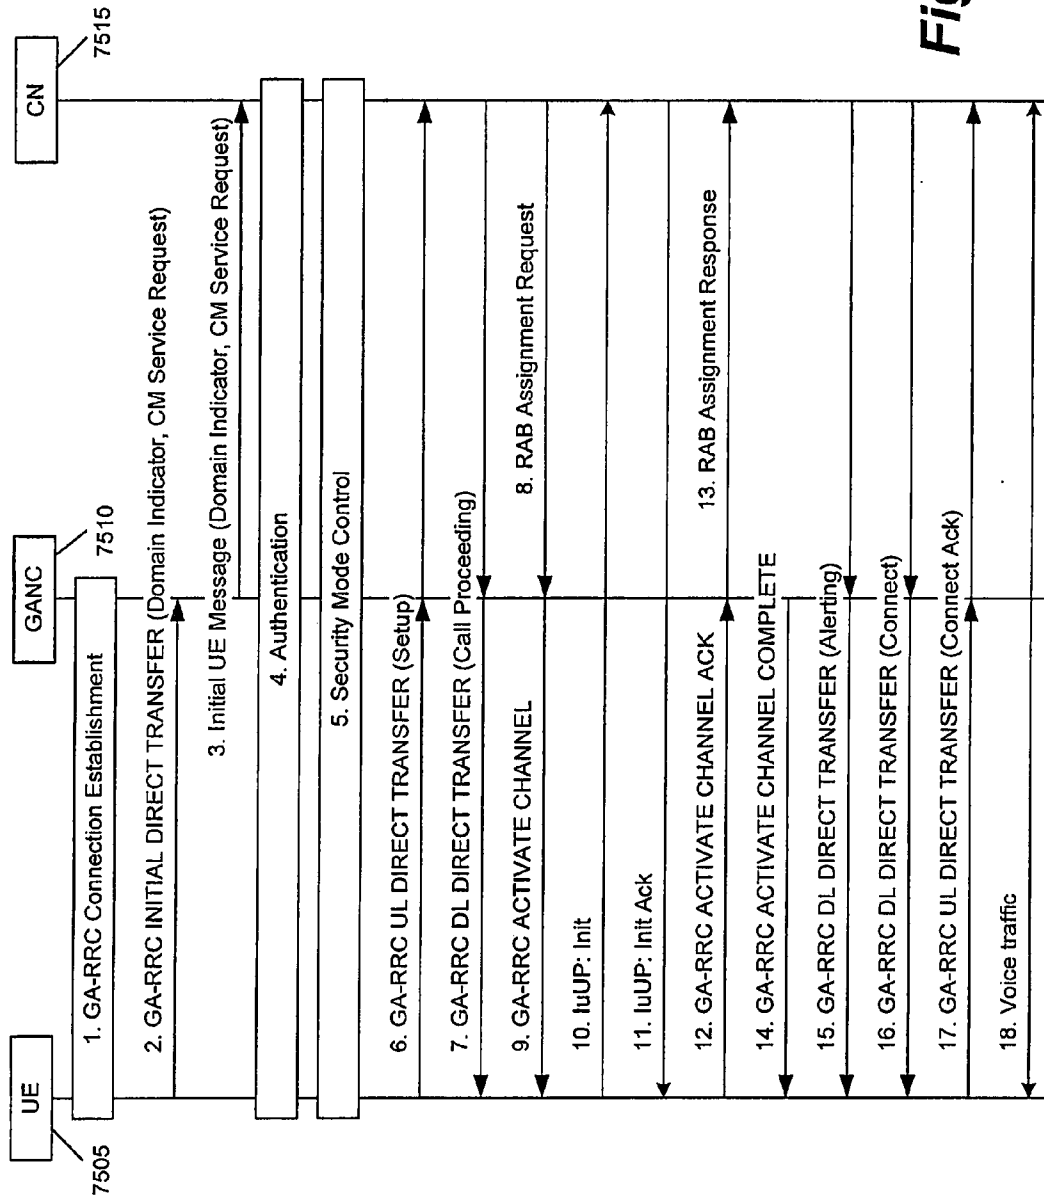 UE
GANC
CN
7505
7510
7515
1. GA-RRC Connection Establishment
2. GA-RRC INITIAL DIRECT TRANSFER (Domain Indicator, CM Service Request)
3. Initial UE Message (Domain Indicator, CM Service Request)
4. Authentication
5. Security Mode Control
6. GA-RRC UL DIRECT TRANSFER (Setup)
7. GA-RRC DL DIRECT TRANSFER (Call Proceeding)
8. RAB Assignment Request
9. GA-RRC ACTIVATE CHANNEL
10. IuUP: Init
11. IuUP: Init Ack
12. GA-RRC ACTIVATE CHANNEL ACK
13. RAB Assignment Response
14. GA-RRC ACTIVATE CHANNEL COMPLETE
15. GA-RRC DL DIRECT TRANSFER (Alerting)
16. GA-RRC DL DIRECT TRANSFER (Connect)
17. GA-RRC UL DIRECT TRANSFER (Connect Ack)
18. Voice traffic